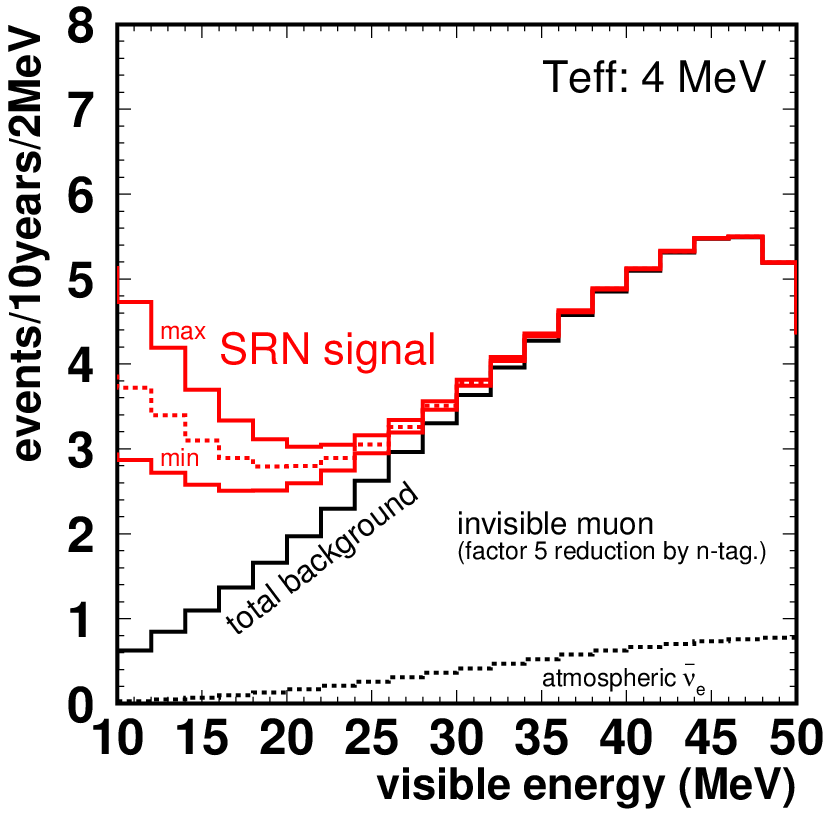 events/10years/2MeV
8
7
6
5
4
3
2
1
0
Teff: 4 MeV
max
SRN signal
min
total background
invisible muon
(factor 5 reduction by n-tag.)
atmospheric ν̄e
10 15 20 25 30 35 40 45 50
visible energy (MeV)